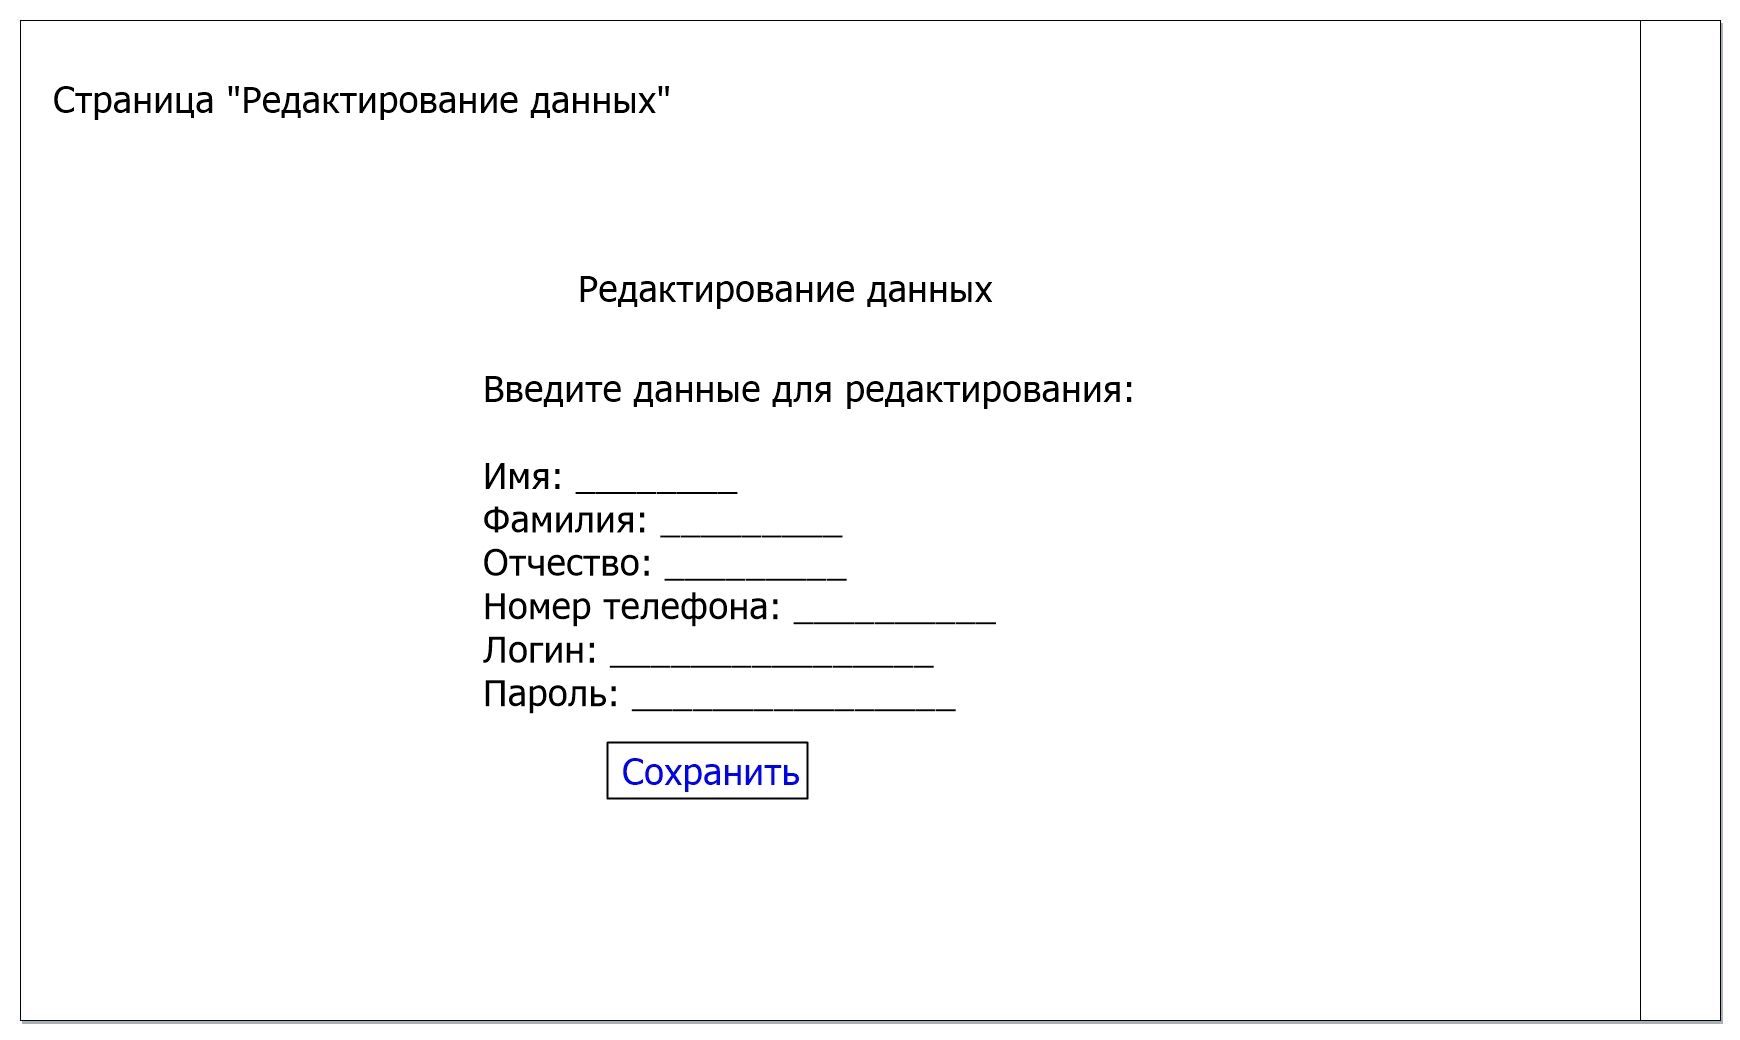 Страница "Редактирование данных"
Редактирование данных
Введите данные для редактирования:
Имя: ________
Фамилия: _________
Отчество: _________
Номер телефона: __________
Логин: ________________
Пароль: ________________
Сохранить